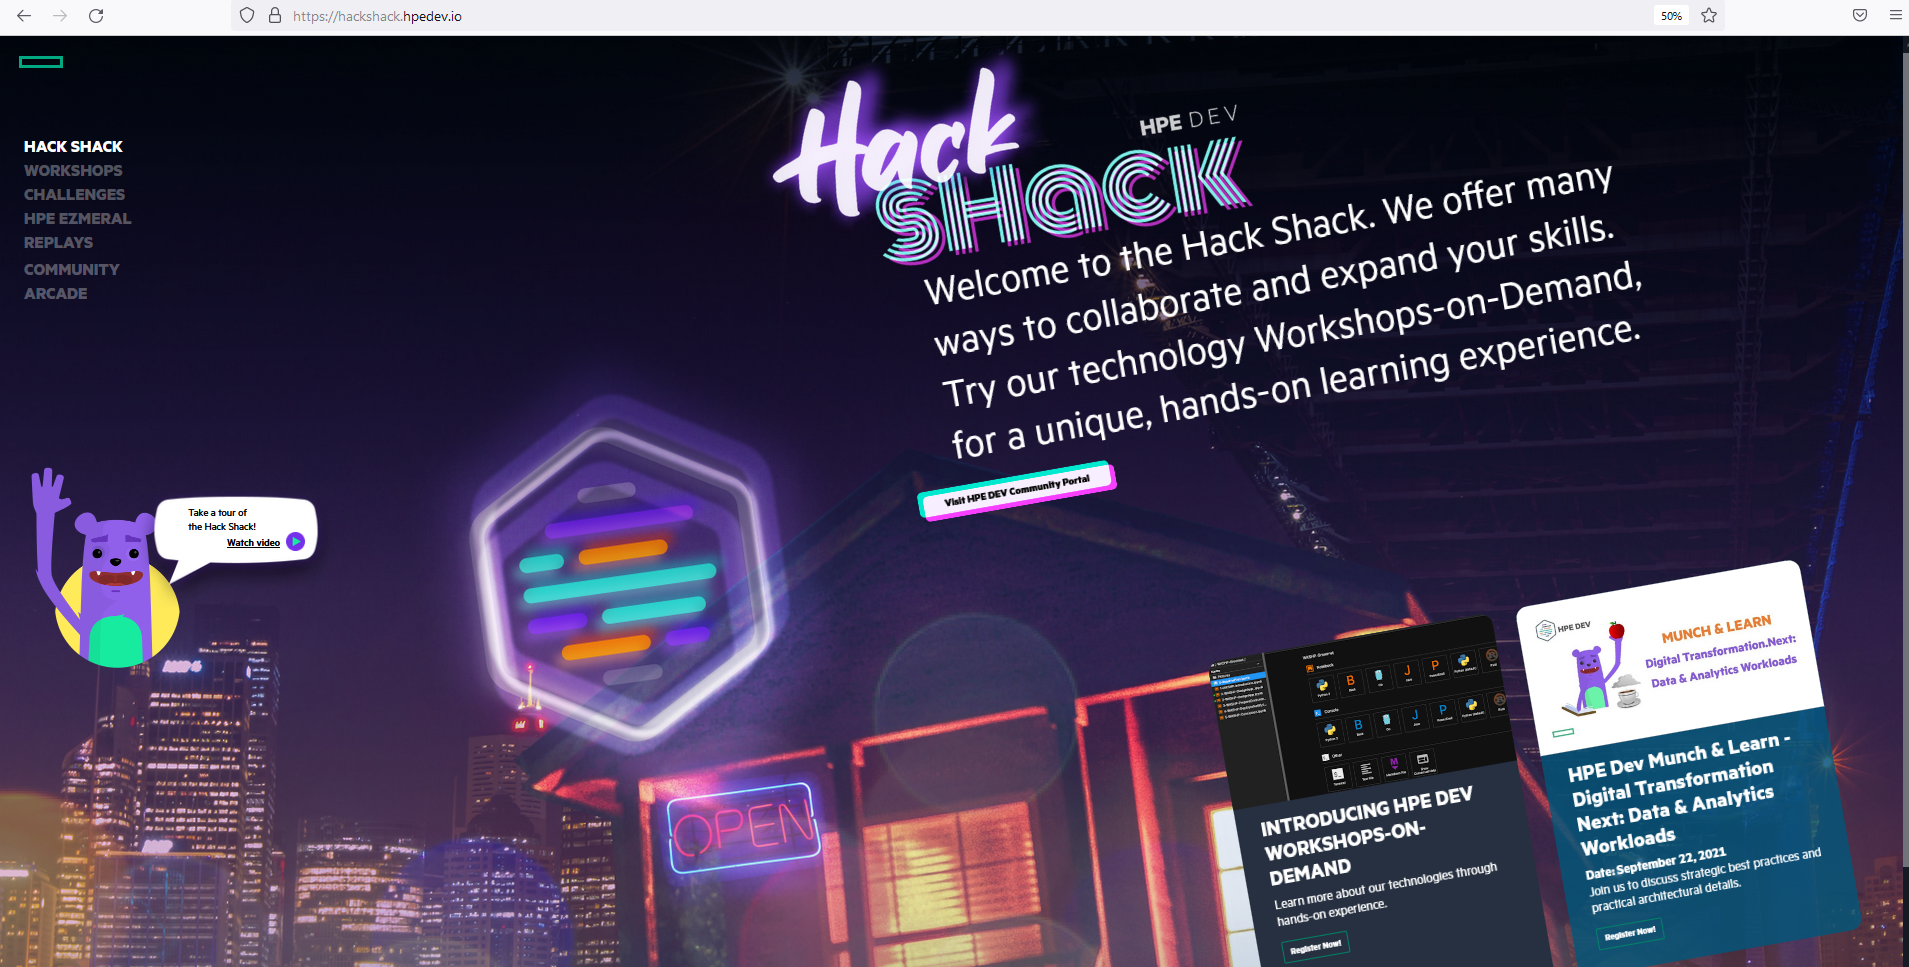 https://hackshack.hpedev.io
50%
HACK SHACK
WORKSHOPS
CHALLENGES
HPE EZMERAL
REPLAYS
COMMUNITY
ARCADE
Hack
HPE DEV
SHACK
Welcome to the Hack Shack. We offer many
ways to collaborate and expand your skills.
Try our technology Workshops-on-Demand,
for a unique, hands-on learning experience.
Visit HPE DEV Community Portal
Take a tour of
the Hack Shack!
Watch video
OPEN
Notebook
Console
Other
INTRODUCING HPE DEV
WORKSHOPS-ON-
DEMAND
Learn more about our technologies through
hands-on experience.
Register Now!
HPE DEV
MUNCH & LEARN
Digital Transformation.Next:
Data & Analytics Workloads
HPE Dev Munch & Learn -
Digital Transformation
Next: Data & Analytics
Workloads
Date: September 22, 2021
Join us to discuss strategic best practices and
practical architectural details.
Register Now!